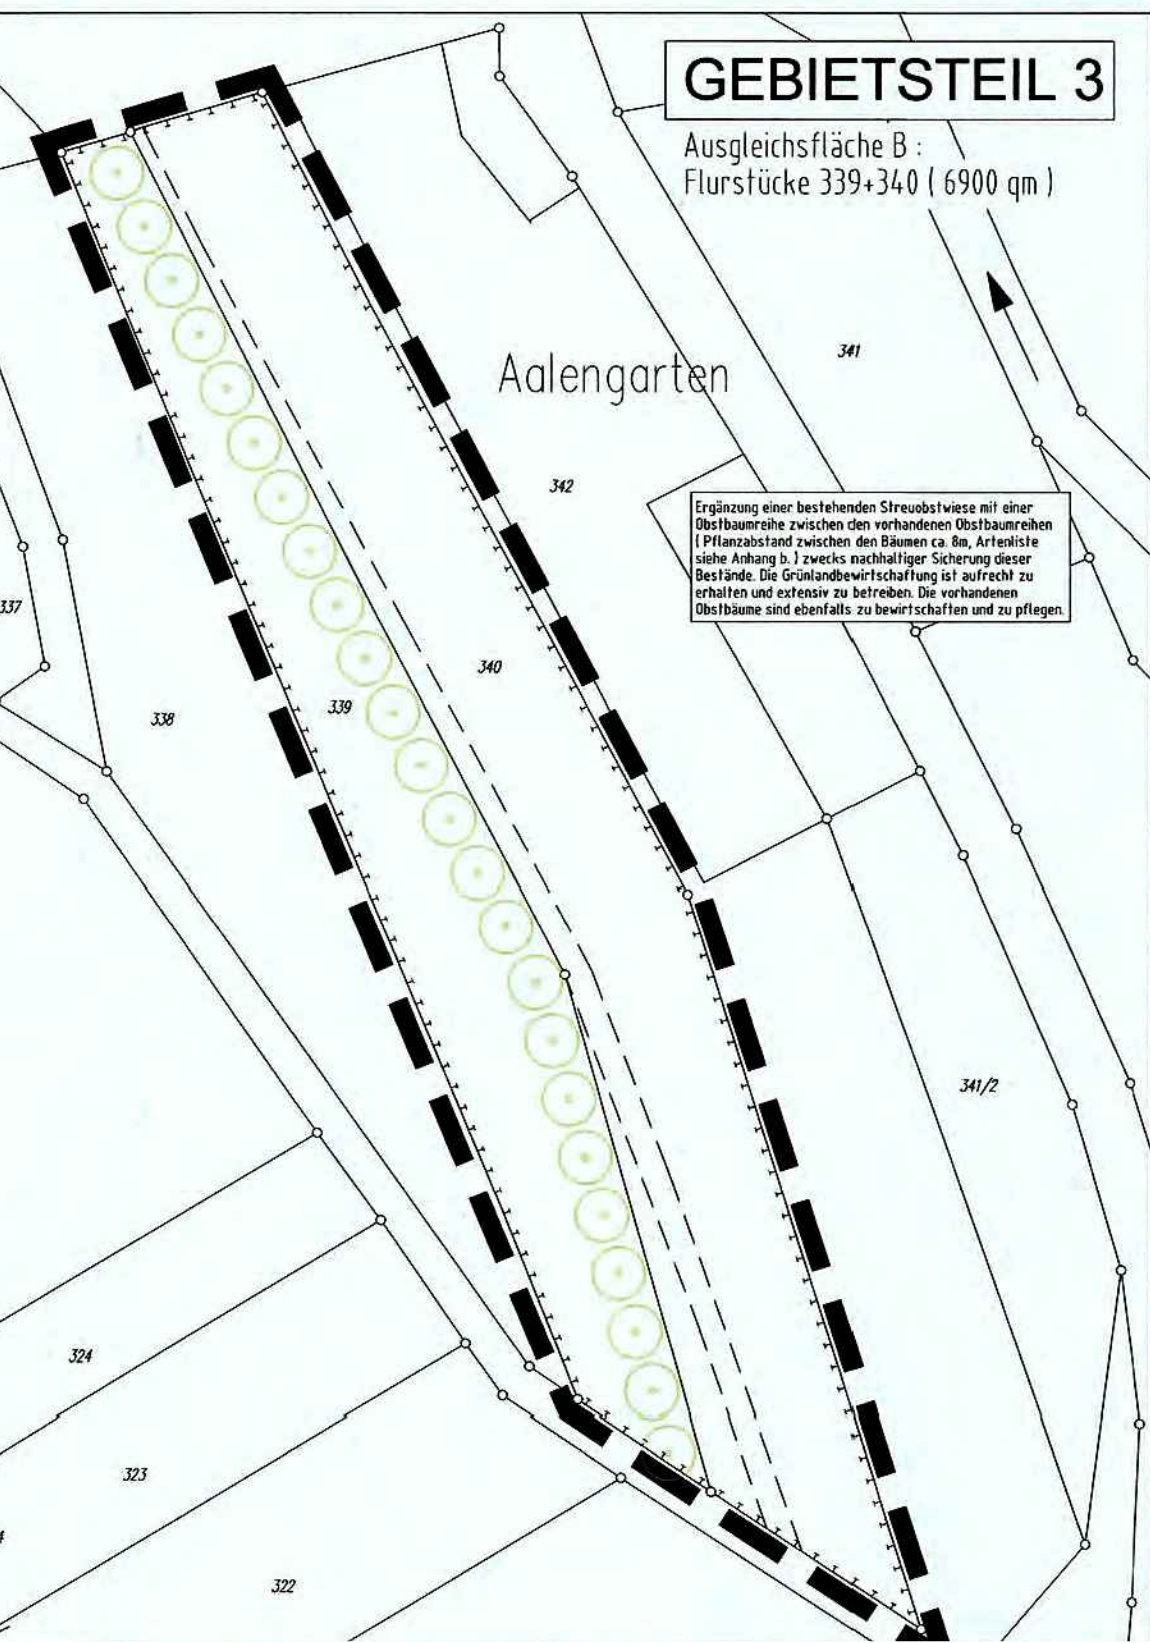 GEBIETSTEIL 3
Ausgleichsfläche B :
Flurstücke 339+340 ( 6900 qm )
341
Aalengarten
342
Ergänzung einer bestehenden Streuobstwiese mit einer
Obstbaumreihe zwischen den vorhandenen Obstbaumreihen
( Pflanzabstand zwischen den Bäumen ca. 8m, Artenliste
siehe Anhang b. ) zwecks nachhaltiger Sicherung dieser
Bestände. Die Grünlandbewirtschaftung ist aufrecht zu
erhalten und extensiv zu betreiben. Die vorhandenen
Obstbäume sind ebenfalls zu bewirtschaften und zu pflegen.
337
340
339
338
341/2
324
323
322